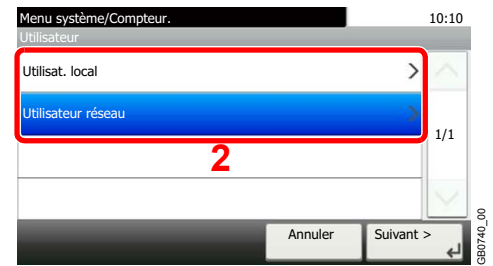 Menu système/Compteur.
10:10
Utilisateur
Utilisat. local
Utilisateur réseau
1/1
2
Annuler
Suivant >
GB0740_00